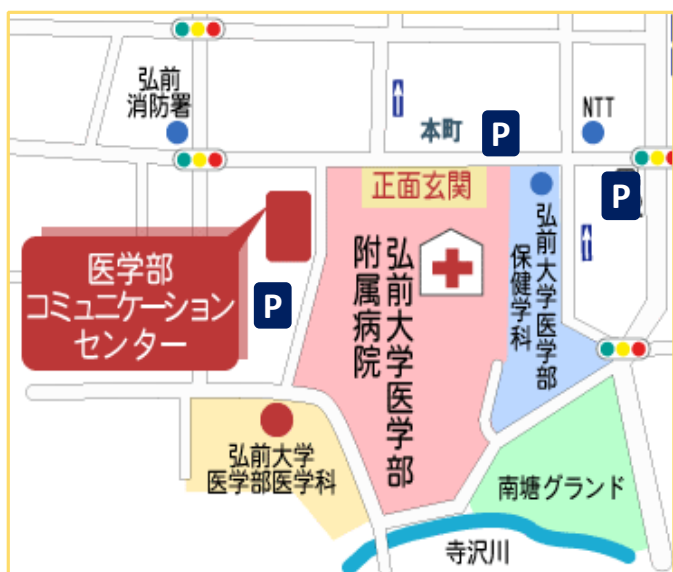 弘前
消防署
本町
P
NTT
P
正面玄関
医学部
コミュニケーション
センター
P
弘前大学医学部
附属病院
弘前大学医学部
保健学科
弘前大学
医学部医学科
南塘グランド
寺沢川